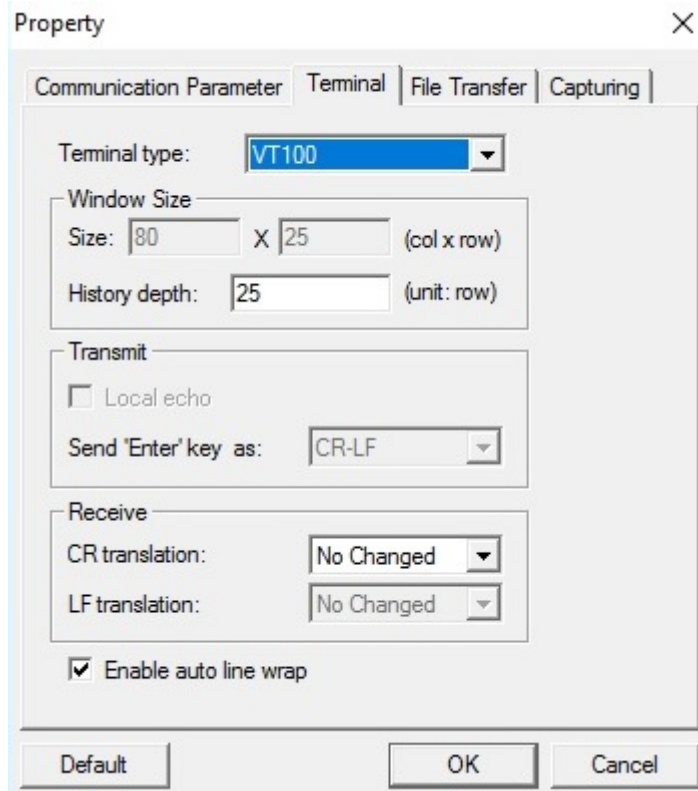 Property
Communication Parameter Terminal File Transfer Capturing
Terminal type: VT100
Window Size
Size: 80 X 25 (col x row)
History depth: 25 (unit: row)
Transmit
Local echo
Send 'Enter' key as: CR-LF
Receive
CR translation: No Changed
LF translation: No Changed
Enable auto line wrap
Default OK Cancel